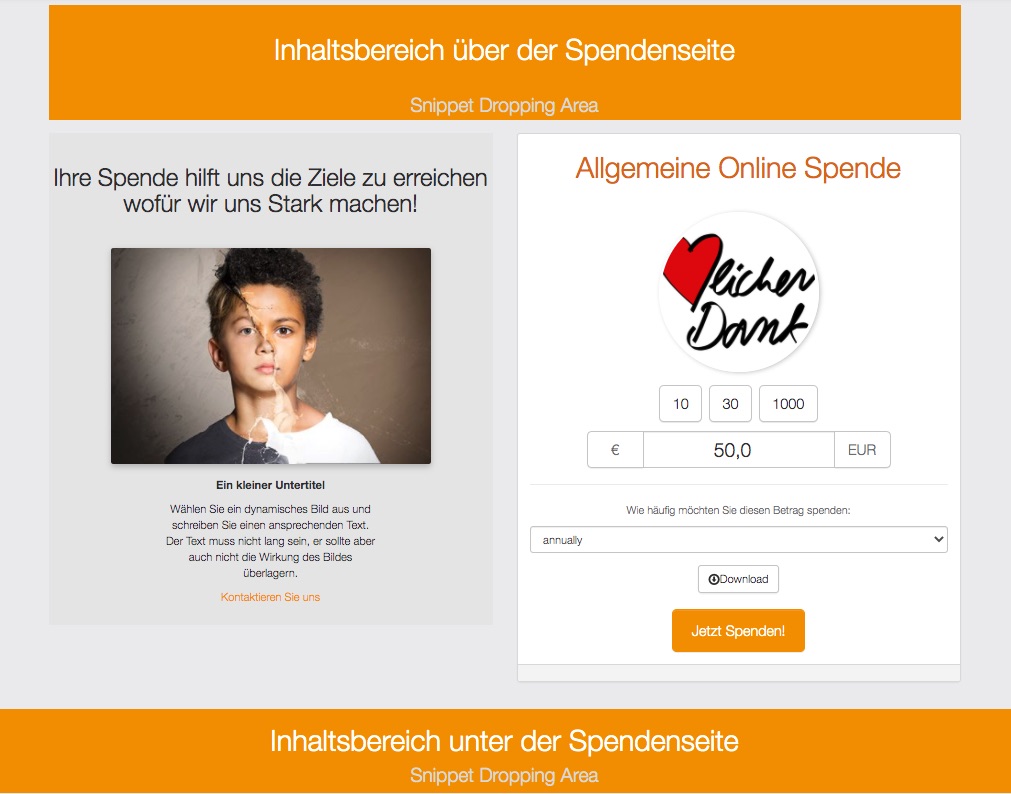 Inhaltsbereich über der Spendenseite
Snippet Dropping Area
Ihre Spende hilft uns die Ziele zu erreichen
wofür wir uns Stark machen!
Ein kleiner Untertitel
Wählen Sie ein dynamisches Bild aus und
schreiben Sie einen ansprechenden Text.
Der Text muss nicht lang sein, er sollte aber
auch nicht die Wirkung des Bildes
überlagern.
Kontaktieren Sie uns
Allgemeine Online Spende
licher
Dank
10 30 1000
€ 50,0 EUR
Wie häufig möchten Sie diesen Betrag spenden:
annually
Download
Jetzt Spenden!
Inhaltsbereich unter der Spendenseite
Snippet Dropping Area